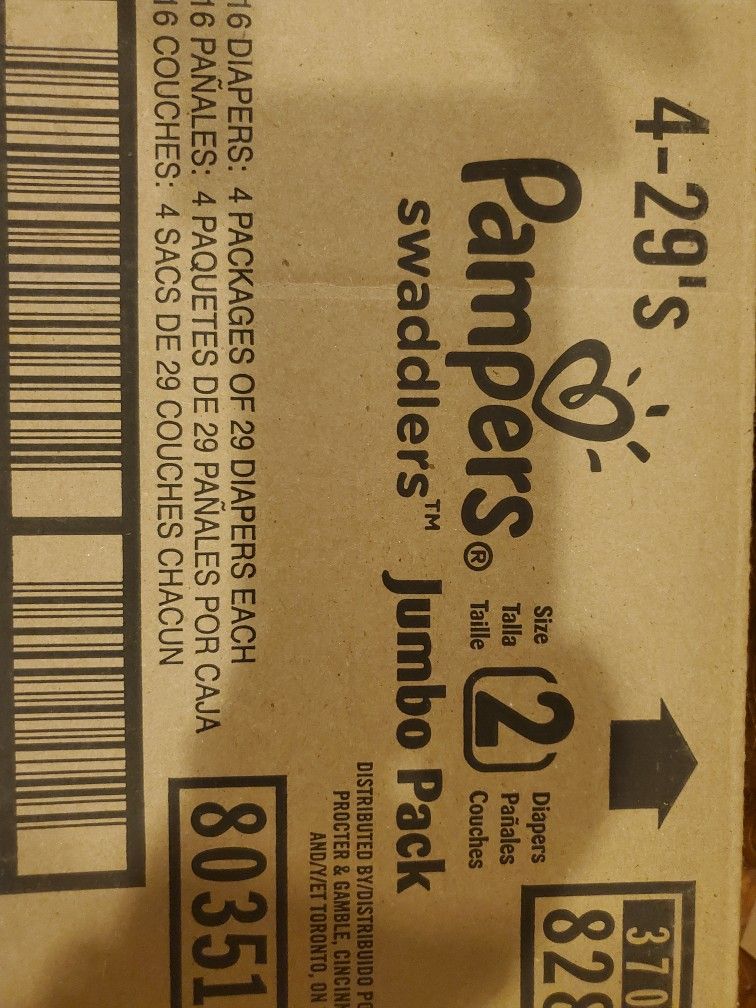 4-29's
Pampers®
swaddlers™ Jumbo Pack
Size
Talla
Taille
2
Diapers
Pañales
Couches
370
828
DISTRIBUTED BY/DISTRIBUIDO
PROCTER & GAMBLE,
AND/Y/ET TORONTO, ON
16 DIAPERS: 4 PACKAGES OF 29 DIAPERS EACH
16 PAÑALES: 4 PAQUETES DE 29 PAÑALES POR CAJA
16 COUCHES: 4 SACS DE 29 COUCHES CHACUN
80351